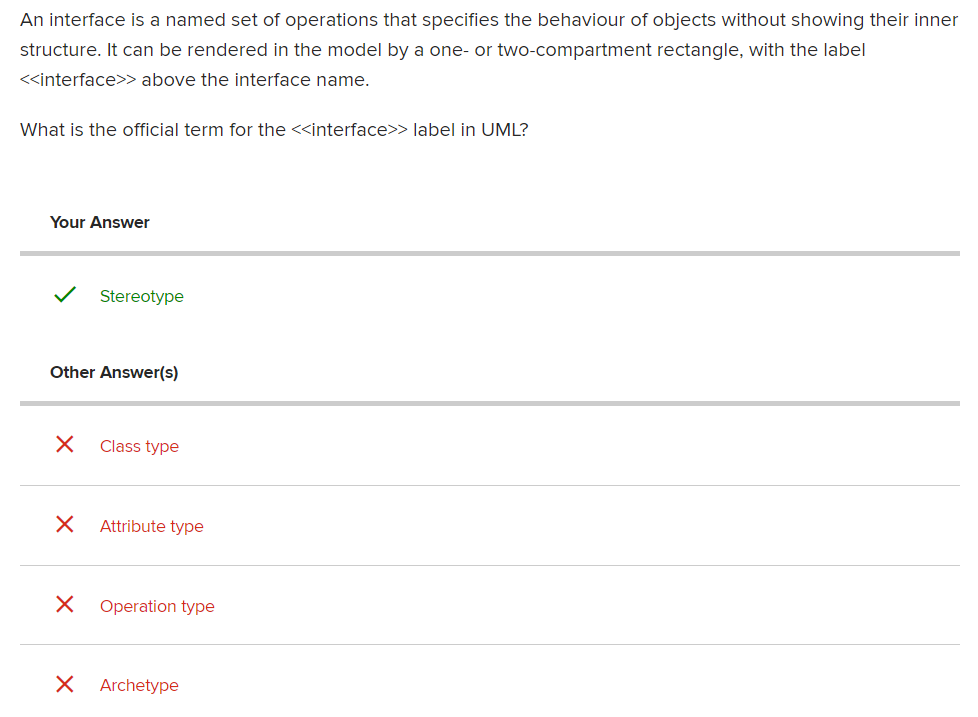 An interface is a named set of operations that specifies the behaviour of objects without showing their inner
structure. It can be rendered in the model by a one- or two-compartment rectangle, with the label
<<interface>> above the interface name.
What is the official term for the <<interface>> label in UML?
Your Answer
Stereotype
Other Answer(s)
Class type
Attribute type
Operation type
Archetype